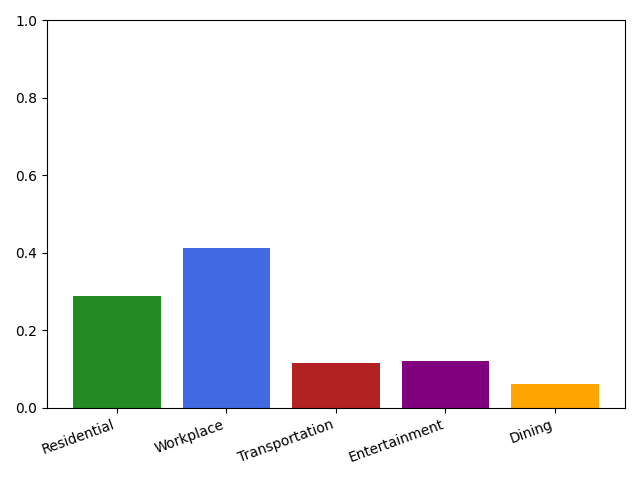 1.0
0.8
0.6
0.4
0.2
0.0
Residential
Workplace
Transportation
Entertainment
Dining